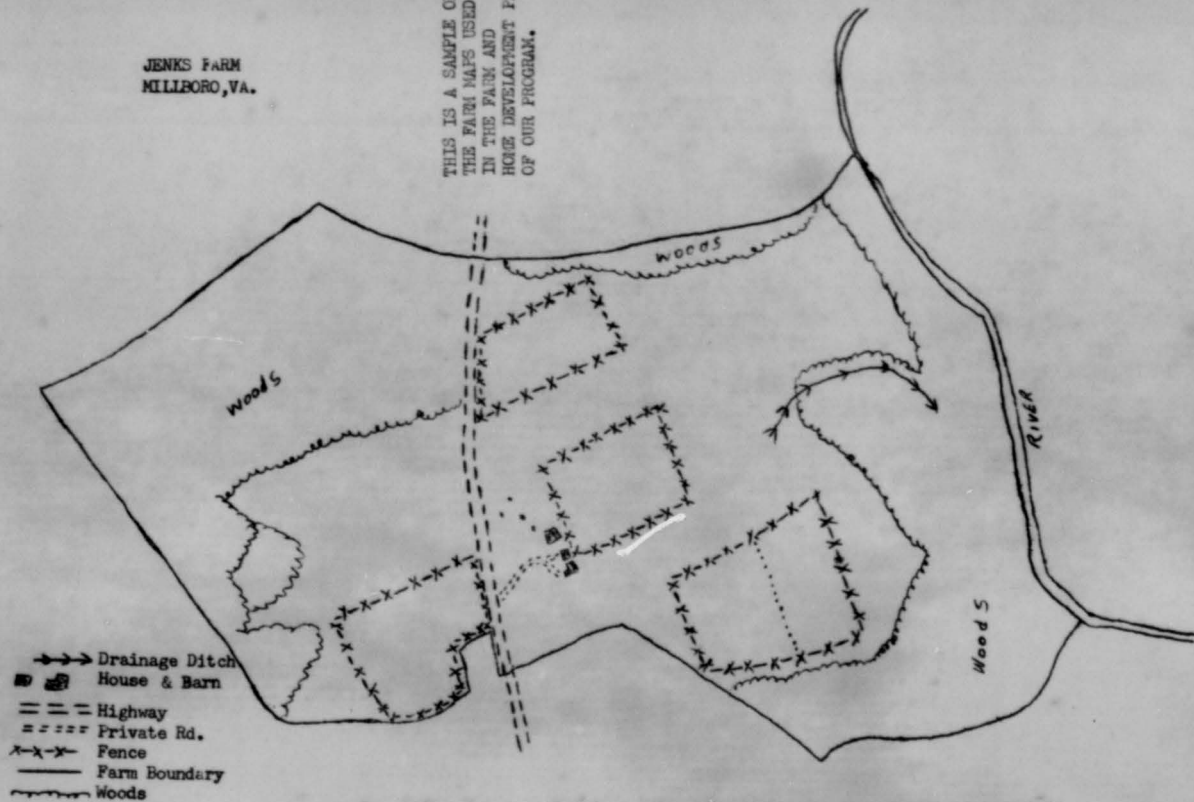 JENKS FARM
MILLBORO,VA.
THIS IS A SAMPLE
THE FARM MAPS USED
IN THE FARM AND
HOME DEVELOPMENT
OF OUR PROGRAM.
WOODS
WOODS
RIVER
WOODS
Drainage Ditch
House & Barn
Highway
Private Rd.
Fence
Farm Boundary
Woods